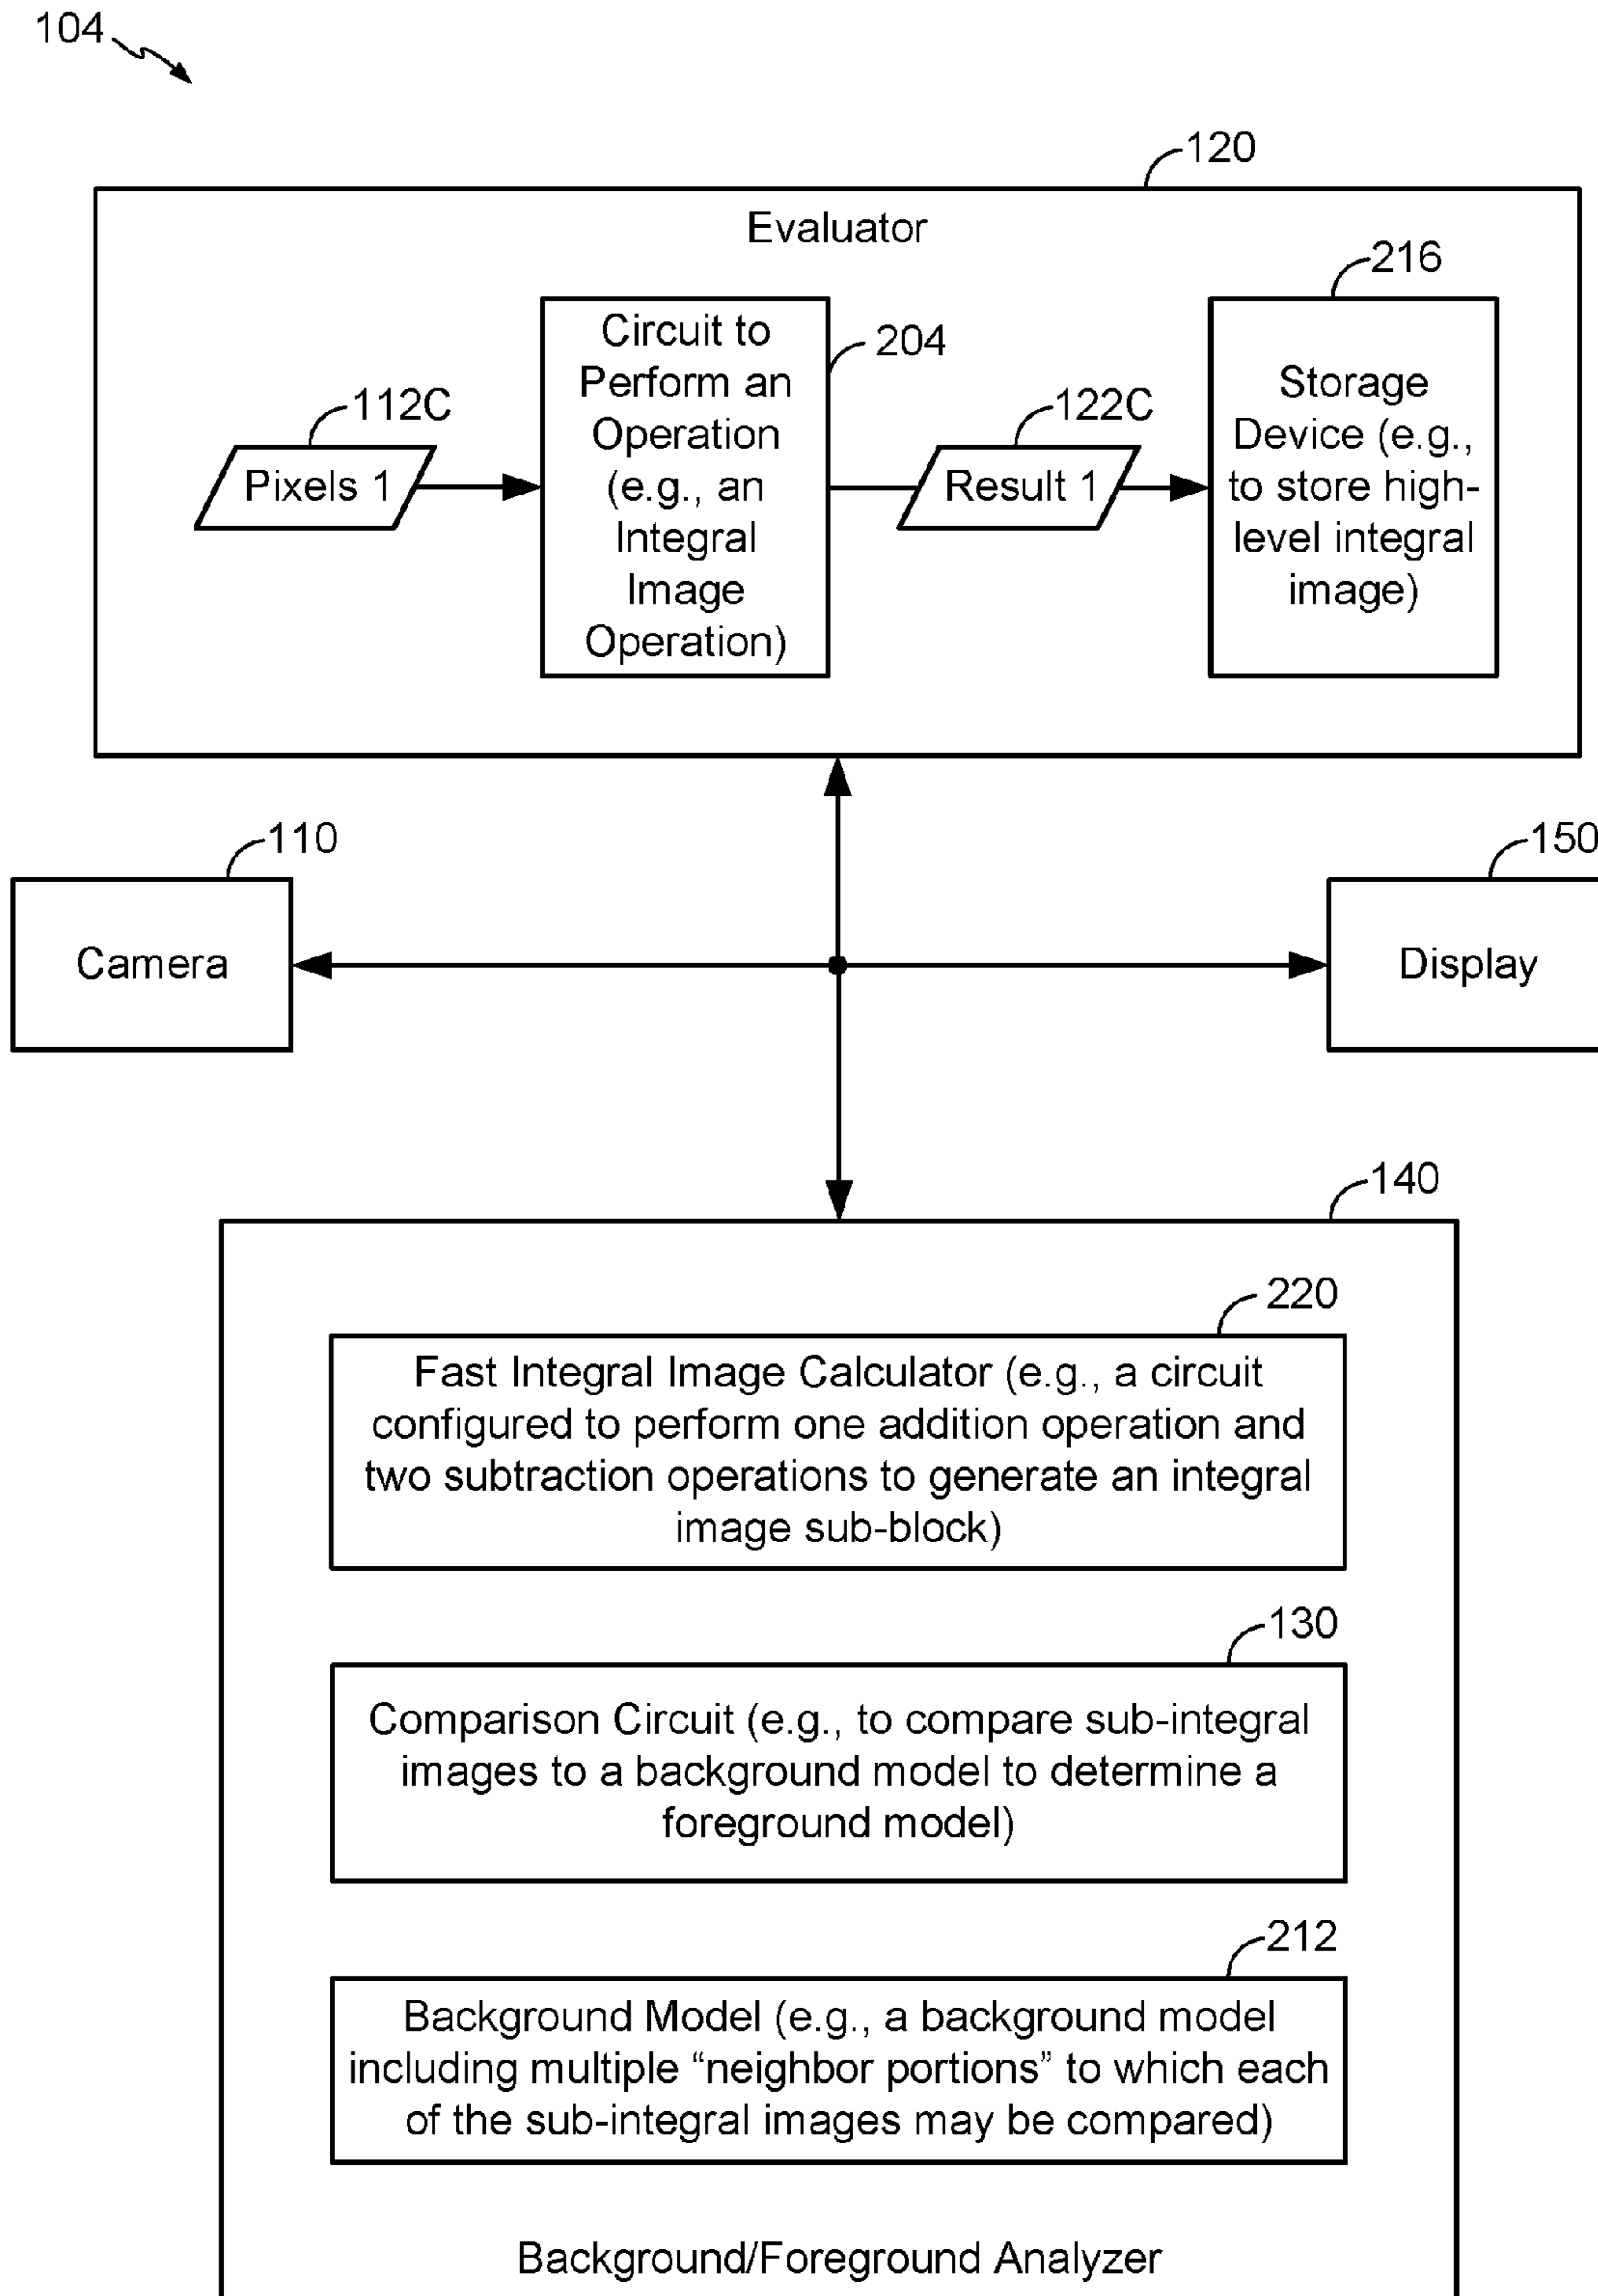 104
120
Evaluator
216
Circuit to
Perform an
Operation
(e.g., an
Integral
Image
Operation)
204
112C
Pixels 1
122C
Result 1
Storage
Device (e.g.,
to store high-
level integral
image)
110
Camera
150
Display
140
220
Fast Integral Image Calculator (e.g., a circuit
configured to perform one addition operation and
two subtraction operations to generate an integral
image sub-block)
130
Comparison Circuit (e.g., to compare sub-integral
images to a background model to determine a
foreground model)
212
Background Model (e.g., a background model
including multiple “neighbor portions” to which each
of the sub-integral images may be compared)
Background/Foreground Analyzer